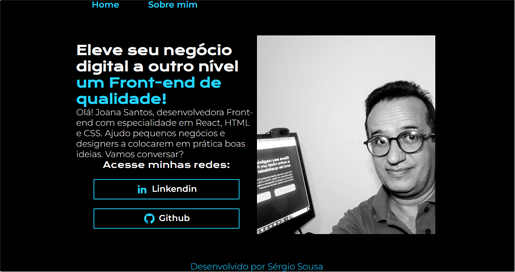 Home Sobre mim
Eleve seu negócio
digital a outro nível
um Front-end de
qualidade!
Olá! Joana Santos, desenvolvedora Front-
end com especialidade em React, HTML
e CSS. Ajudo pequenos negócios e
designers a colocarem em prática boas
ideias. Vamos conversar?
Acesse minhas redes:
Linkendin
Github
Desenvolvido por Sérgio Sousa